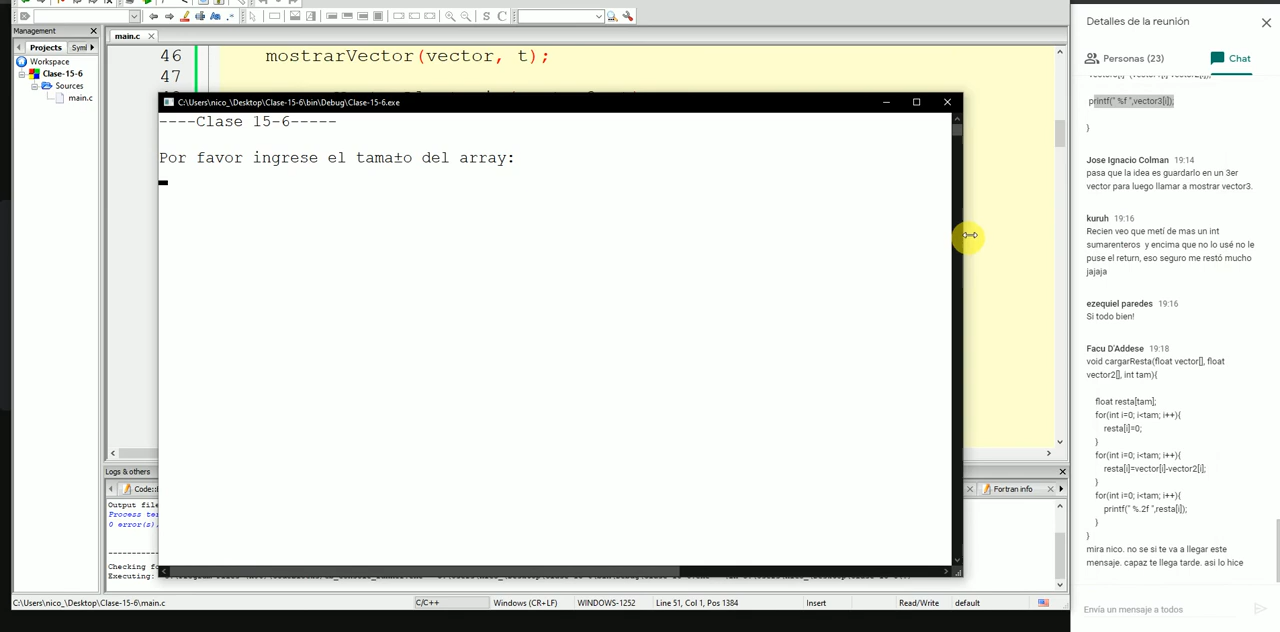 Management
Projects
Symb
Workspace
Clase-15-6
Sources
main.c
main.c
46
mostrarVector(vector, t);
47
C:\Users\nico_\Desktop\Clase-15-6\bin\Debug\Clase-15-6.exe
----Clase 15-6-----
Por favor ingrese el tama±o del array:
Logs & others
Code::
Fortran info
Output file
Process ter
0 error(s),
Checking fo
Executing:
C:\Users\nico_\Desktop\Clase-15-6\main.c
C/C++
Windows (CR+LF)
WINDOWS-1252
Line 51, Col 1, Pos 1384
Insert
Read/Write
default
Detalles de la reunión
Personas (23)
Chat
printf(" %f ",vector3[i]);
}
Jose Ignacio Colman 19:14
pasa que la idea es guardarlo en un 3er
vector para luego llamar a mostrar vector3.
kuruh 19:16
Recien veo que metí de mas un int
sumarenteros y encima que no lo usé no le
puse el return, eso seguro me restó mucho
jajaja
ezequiel paredes 19:16
Si todo bien!
Facu D'Addese 19:18
void cargarResta(float vector[], float
vector2[], int tam){
float resta[tam];
for(int i=0; i<tam; i++){
resta[i]=0;
}
for(int i=0; i<tam; i++){
resta[i]=vector[i]-vector2[i];
}
for(int i=0; i<tam; i++){
printf(" %.2f ",resta[i]);
}
}
mira nico. no se si te va a llegar este
mensaje. capaz te llega tarde. asi lo hice
Envía un mensaje a todos